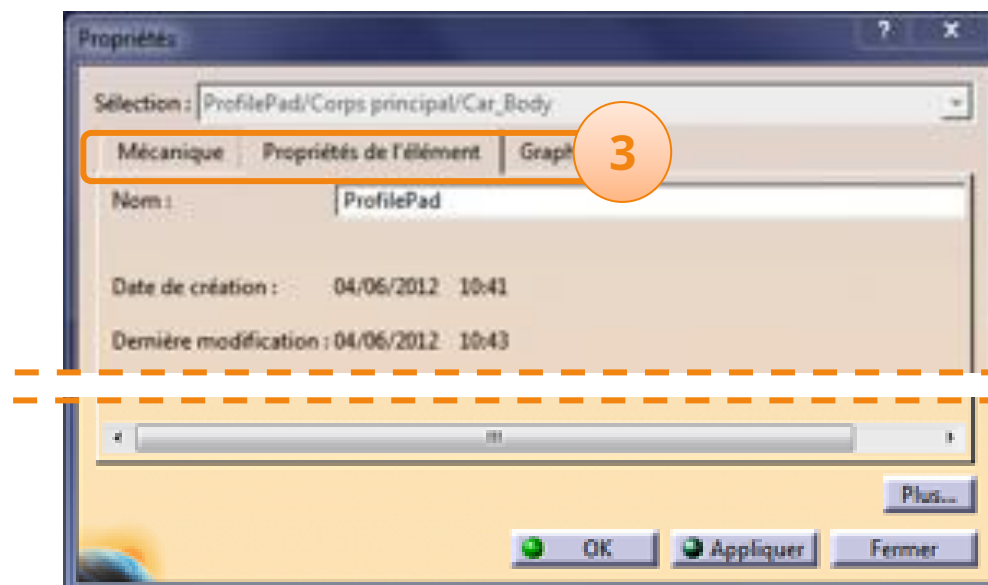 Propriétés
? x
Sélection : ProfilePad/Corps principal/Car_Body
Mécanique Propriétés de l'élément Graph
3
Nom : ProfilePad
Date de création : 04/06/2012 10:41
Dernière modification : 04/06/2012 10:43
Plus...
OK Appliquer Fermer